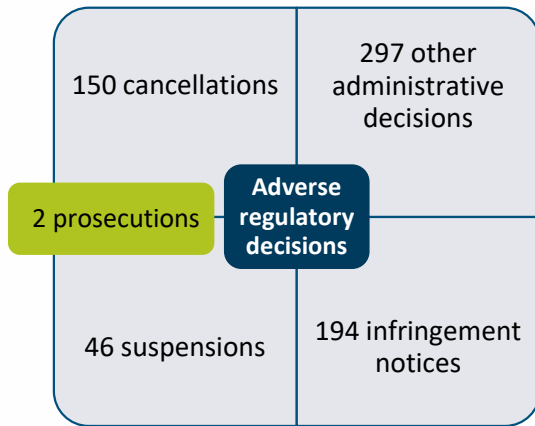 150 cancellations
297 other
administrative
decisions
2 prosecutions
Adverse
regulatory
decisions
46 suspensions
194 infringement
notices